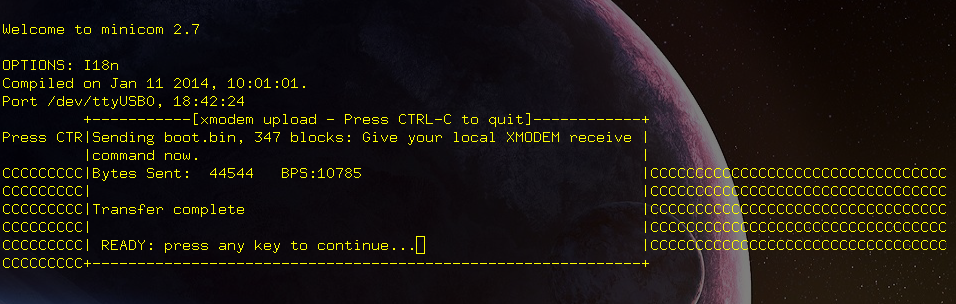 Welcome to minicom 2.7
OPTIONS: I18n
Compiled on Jan 11 2014, 10:01:01.
Port /dev/ttyUSB0, 18:42:24
+-----------[xmodem upload - Press CTRL-C to quit]------------+
Press CTR|Sending boot.bin, 347 blocks: Give your local XMODEM receive |
|command now. |
CCCCCCCCC|Bytes Sent:  44544   BPS:10785 |CCCCCCCCCCCCCCCCCCCCCCCCCCCCCCCCC
CCCCCCCCC| |CCCCCCCCCCCCCCCCCCCCCCCCCCCCCCCCC
CCCCCCCCC|Transfer complete |CCCCCCCCCCCCCCCCCCCCCCCCCCCCCCCCC
CCCCCCCCC| |CCCCCCCCCCCCCCCCCCCCCCCCCCCCCCCCC
CCCCCCCCC| READY: press any key to continue... |CCCCCCCCCCCCCCCCCCCCCCCCCCCCCCCCC
CCCCCCCCC+-------------------------------------------------------------+